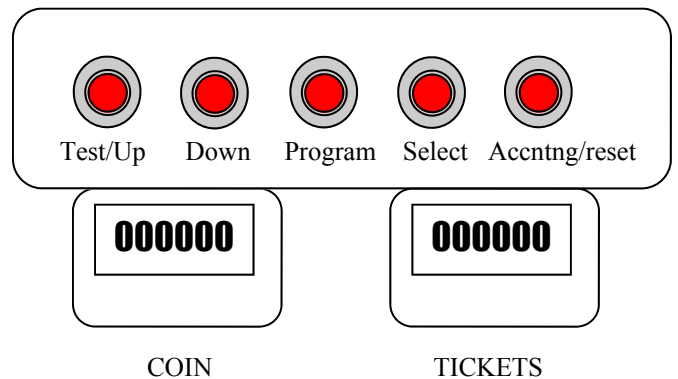 Test/Up Down Program Select Accntng/reset
000000 000000
COIN TICKETS